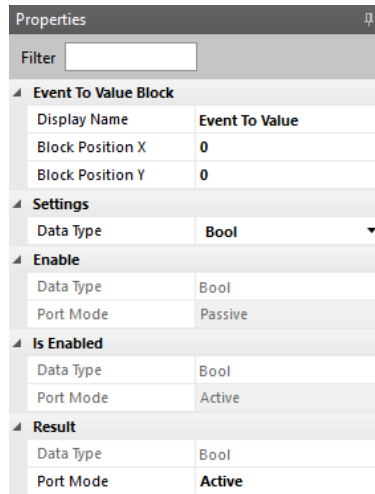 Properties
Filter
Event To Value Block
Display Name Event To Value
Block Position X 0
Block Position Y 0
Settings
Data Type Bool
Enable
Data Type Bool
Port Mode Passive
Is Enabled
Data Type Bool
Port Mode Active
Result
Data Type Bool
Port Mode Active